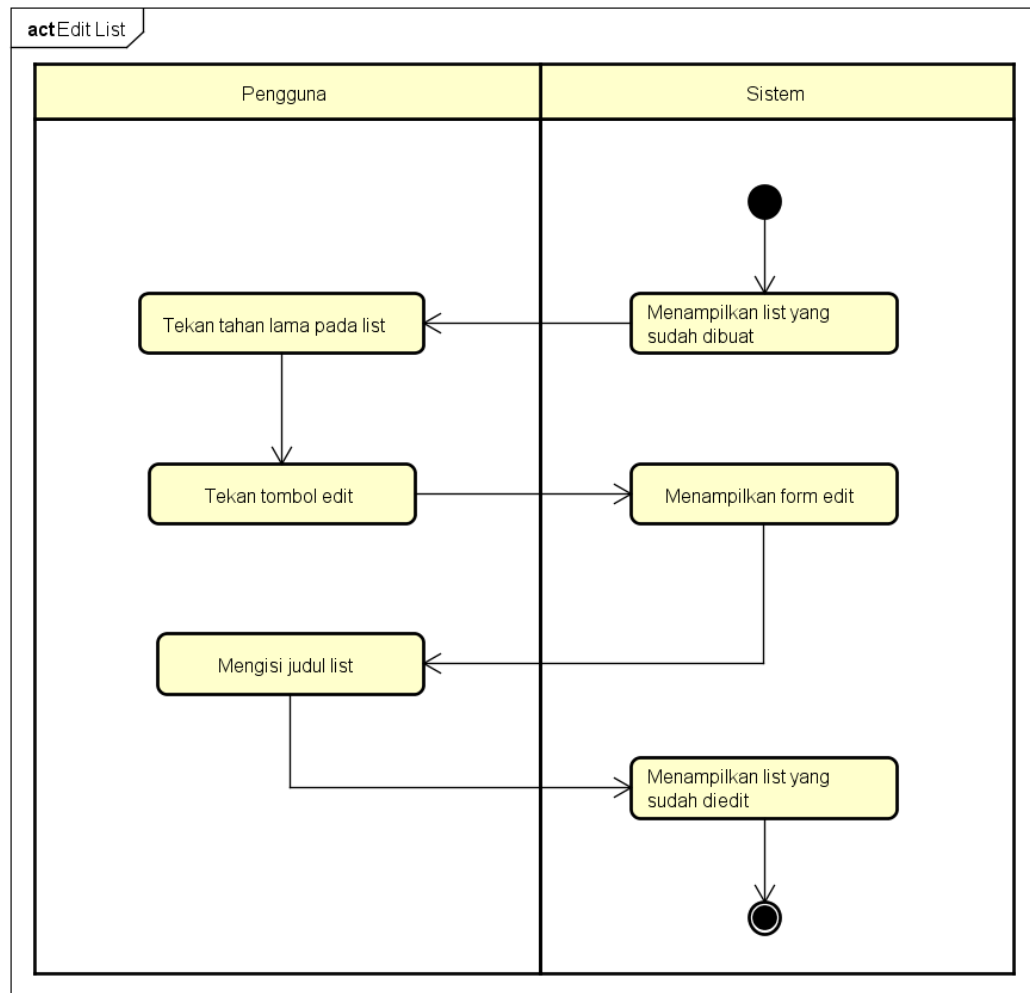 act Edit List
Pengguna
Sistem
Menampilkan list yang
sudah dibuat
Tekan tahan lama pada list
Tekan tombol edit
Menampilkan form edit
Mengisi judul list
Menampilkan list yang
sudah diedit